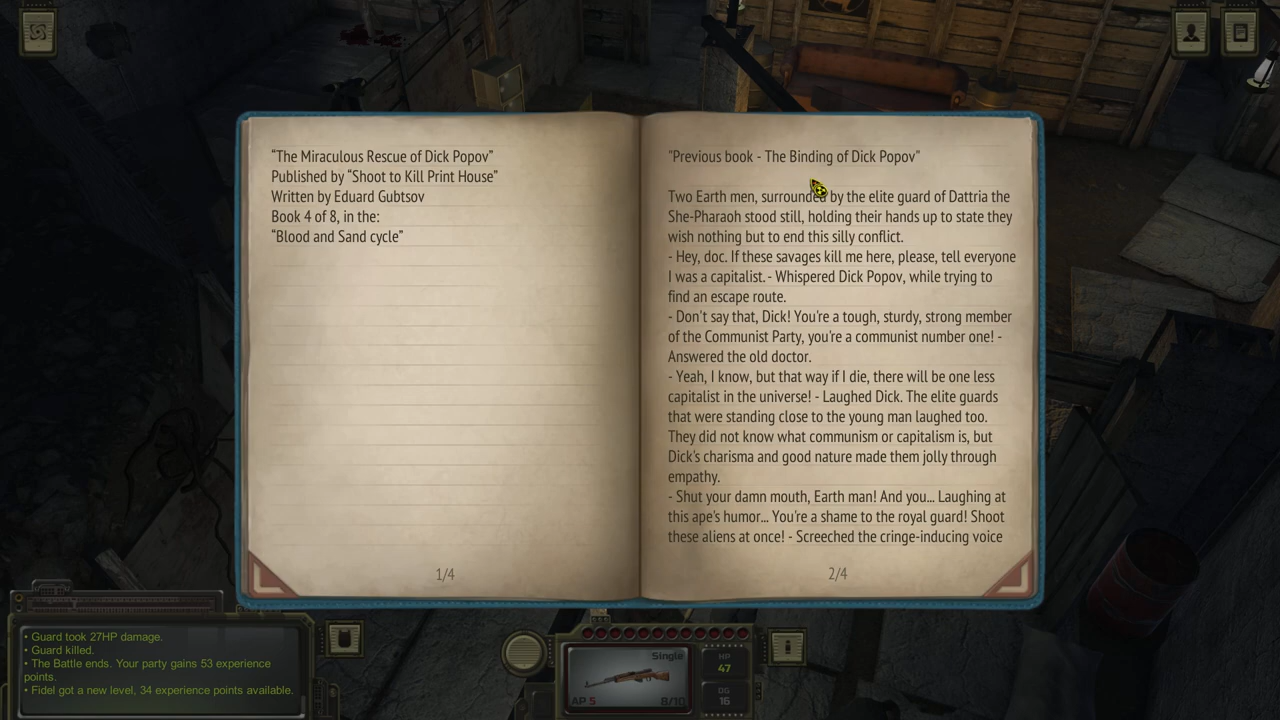 “The Miraculous Rescue of Dick Popov”
Published by “Shoot to Kill Print House”
Written by Eduard Gubtsov
Book 4 of 8, in the:
“Blood and Sand cycle”
1/4
"Previous book - The Binding of Dick Popov"
Two Earth men, surrounded by the elite guard of Dattria the
She-Pharaoh stood still, holding their hands up to state they
wish nothing but to end this silly conflict.
- Hey, doc. If these savages kill me here, please, tell everyone
I was a capitalist. - Whispered Dick Popov, while trying to
find an escape route.
- Don't say that, Dick! You're a tough, sturdy, strong member
of the Communist Party, you're a communist number one! -
Answered the old doctor.
- Yeah, I know, but that way if I die, there will be one less
capitalist in the universe! - Laughed Dick. The elite guards
that were standing close to the young man laughed too.
They did not know what communism or capitalism is, but
Dick's charisma and good nature made them jolly through
empathy.
- Shut your damn mouth, Earth man! And you... Laughing at
this ape's humor... You're a shame to the royal guard! Shoot
these aliens at once! - Screeched the cringe-inducing voice
2/4
• Guard took 27HP damage.
• Guard killed.
• The Battle ends. Your party gains 53 experience
points.
• Fidel got a new level, 34 experience points available.
Single
AP 5
8/10
HP
47
DG
16